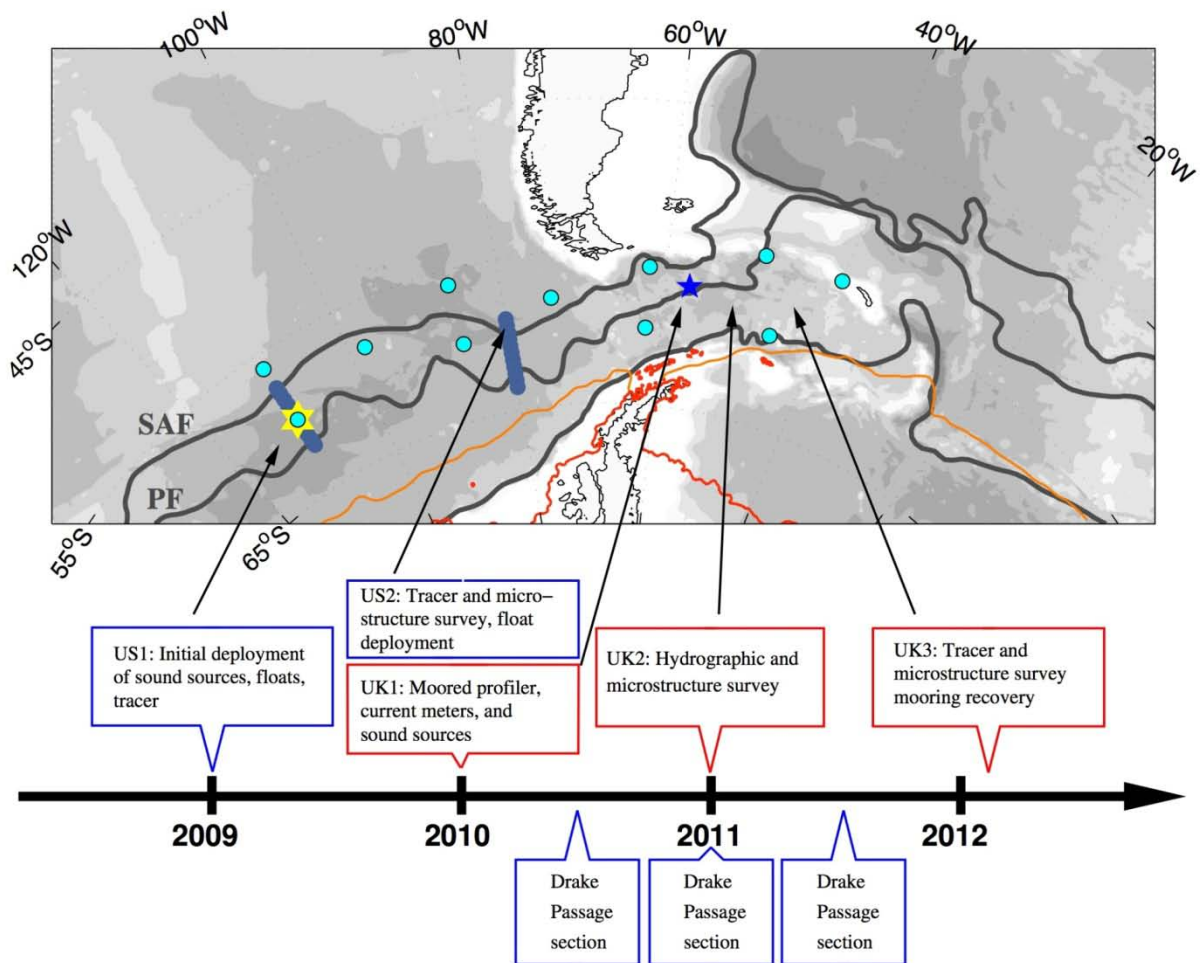 100°W
80°W
60°W
40°W
20°W
120°W
45°S
SAF
PF
55°S
65°S
US2: Tracer and micro−
structure survey, float
deployment
US1: Initial deployment
of sound sources, floats,
tracer
UK1: Moored profiler,
current meters, and
sound sources
UK2: Hydrographic and
microstructure survey
UK3: Tracer and
microstructure survey
mooring recovery
2009
2010
2011
2012
Drake
Passage
section
Drake
Passage
section
Drake
Passage
section